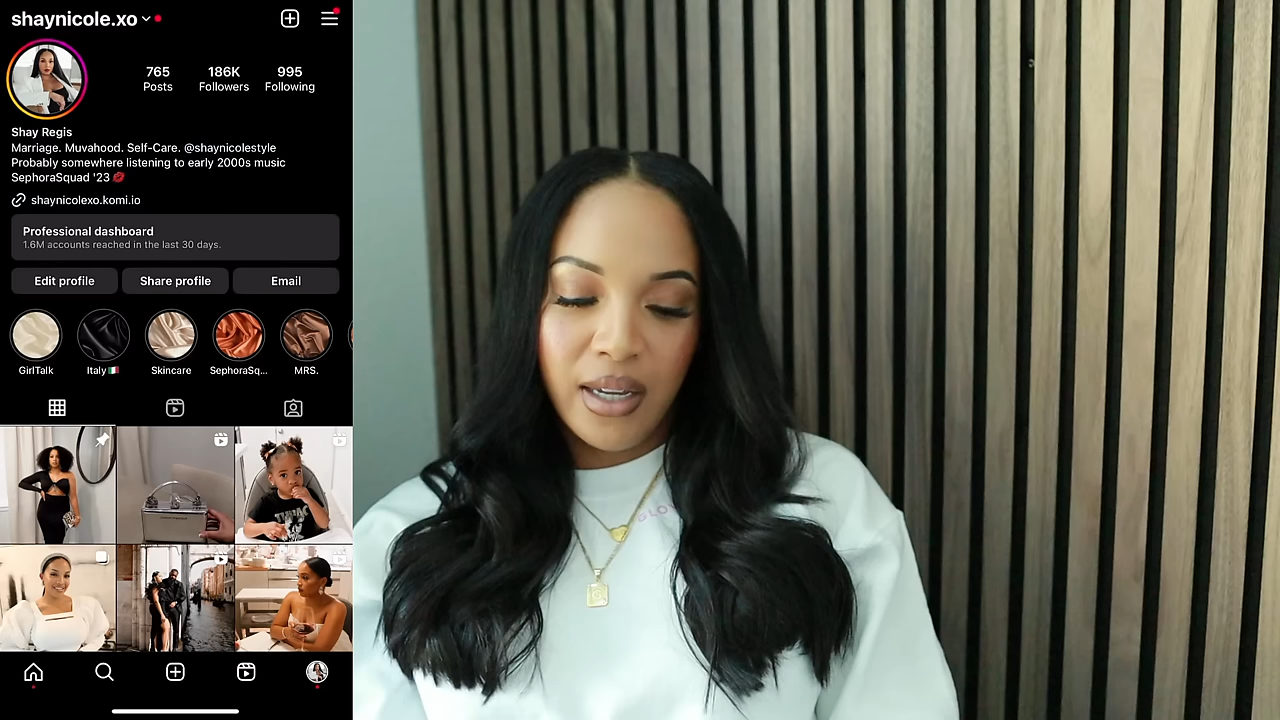 shaynicole.xo
765
Posts
186K
Followers
995
Following
Shay Regis
Marriage. Muvahood. Self-Care. @shaynicolestyle
Probably somewhere listening to early 2000s music
SephoraSquad '23 💋
shaynicolexo.komi.io
Professional dashboard
1.6M accounts reached in the last 30 days.
Edit profile
Share profile
Email
GirlTalk
Italy🇮🇹
Skincare
SephoraSq...
MRS.